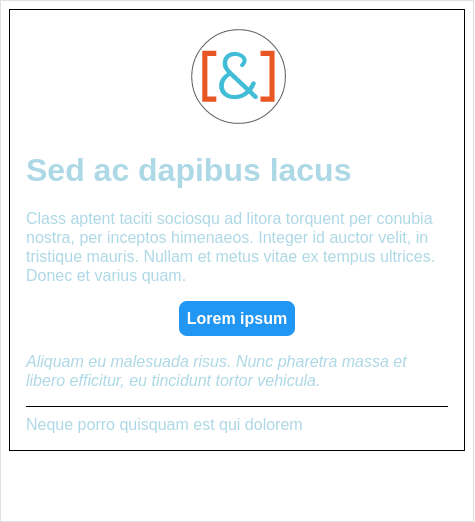 [&]
Sed ac dapibus lacus
Class aptent taciti sociosqu ad litora torquent per conubia
nostra, per inceptos himenaeos. Integer id auctor velit, in
tristique mauris. Nullam et metus vitae ex tempus ultrices.
Donec et varius quam.
Lorem ipsum
Aliquam eu malesuada risus. Nunc pharetra massa et
libero efficitur, eu tincidunt tortor vehicula.
Neque porro quisquam est qui dolorem